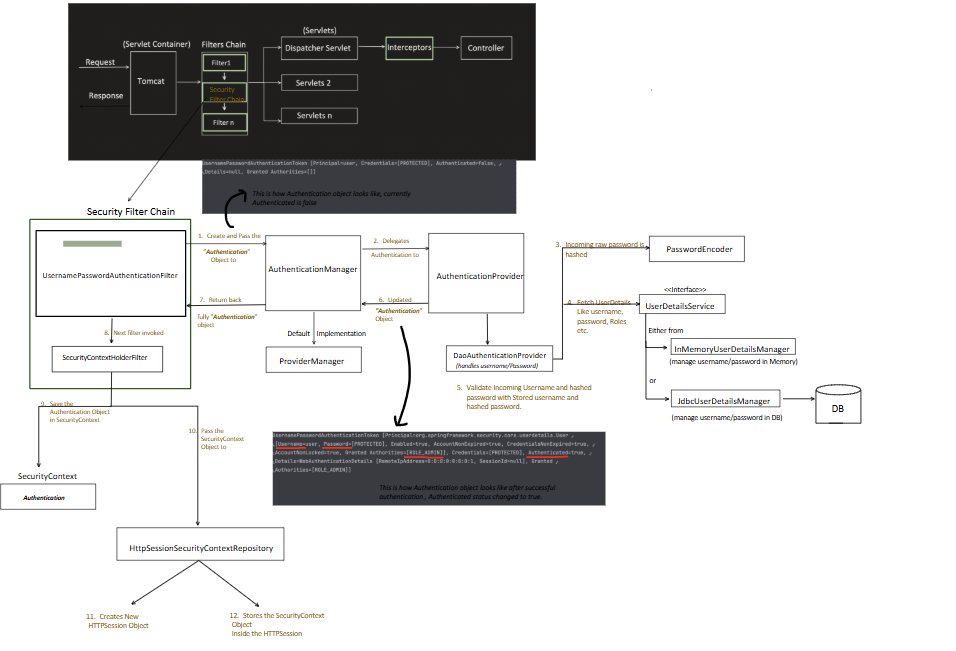 (Servlets)
(Servlet Container)
Filters Chain
Dispatcher Servlet
Interceptors
Controller
Request
Filter1
Tomcat
Security
Filter Chain
Servlets 2
Response
Filter n
Servlets n
UsernamePasswordAuthenticationToken [Principal=user, Credentials=[PROTECTED], Authenticated=false, ,
,Details=null, Granted Authorities=[]]
This is how Authentication object looks like, currently
Authenticated is false
Security Filter Chain
1. Create and Pass the
"Authentication"
Object to
2. Delegates
Authentication to
3. Incoming raw password is
hashed
PasswordEncoder
UsernamePasswordAuthenticationFilter
AuthenticationManager
AuthenticationProvider
<<Interface>>
UserDetailsService
4. Fetch UserDetails
Like username,
password, Roles
etc.
7. Return back
fully "Authentication"
object
6. Updated
"Authentication"
Object
8. Next filter invoked
Default Implementation
Either from
SecurityContextHolderFilter
ProviderManager
DaoAuthenticationProvider
(handles username/Password)
InMemoryUserDetailsManager
(manage username/password in Memory)
or
5. Validate Incoming Username and hashed
password with Stored username and
hashed password.
JdbcUserDetailsManager
(manage username/password in DB)
DB
9. Save the
Authentication Object
in SecurityContext
10. Pass the
SecurityContext
Object to
UsernamePasswordAuthenticationToken [Principal=org.springframework.security.core.userdetails.User ,
,[Username=user, Password=[PROTECTED], Enabled=true, AccountNonExpired=true, CredentialsNonExpired=true, ,
,AccountNonLocked=true, Granted Authorities=[ROLE_ADMIN]], Credentials=[PROTECTED], Authenticated=true, ,
,Details=WebAuthenticationDetails [RemoteIpAddress=0:0:0:0:0:0:0:1, SessionId=null], Granted ,
,Authorities=[ROLE_ADMIN]]
This is how Authentication object looks like after successful
authentication , Authenticated status changed to true
SecurityContext
Authentication
HttpSessionSecurityContextRepository
11. Creates New
HTTPSession Object
12. Stores the SecurityContext
Object
Inside the HTTPSession